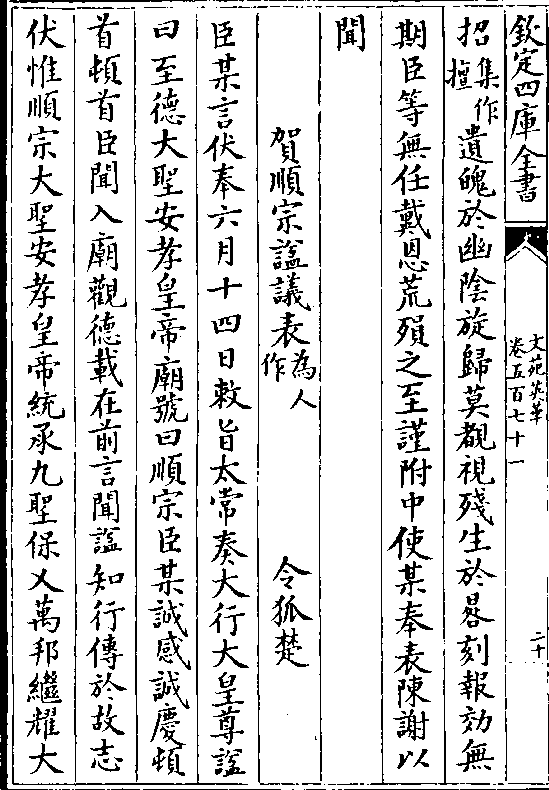 欽定四庫全書
文苑英華
卷五百七十一
二十
招集作擅遺魄於幽陰旋歸莫覩視殘生於晷刻報効無
期臣等無任戴恩荒殞之至謹附中使某奉表陳謝以
聞
賀順宗諡議表為人作 令狐楚
臣某言伏奉六月十四日敕旨太常奏大行大皇尊諡
曰至德大聖安孝皇帝廟號曰順宗臣某誠感誠慶頓
首頓首臣聞入廟觀德載在前言聞諡知行傳於故志
伏惟順宗大聖安孝皇帝統承九聖保乂萬邦繼耀大